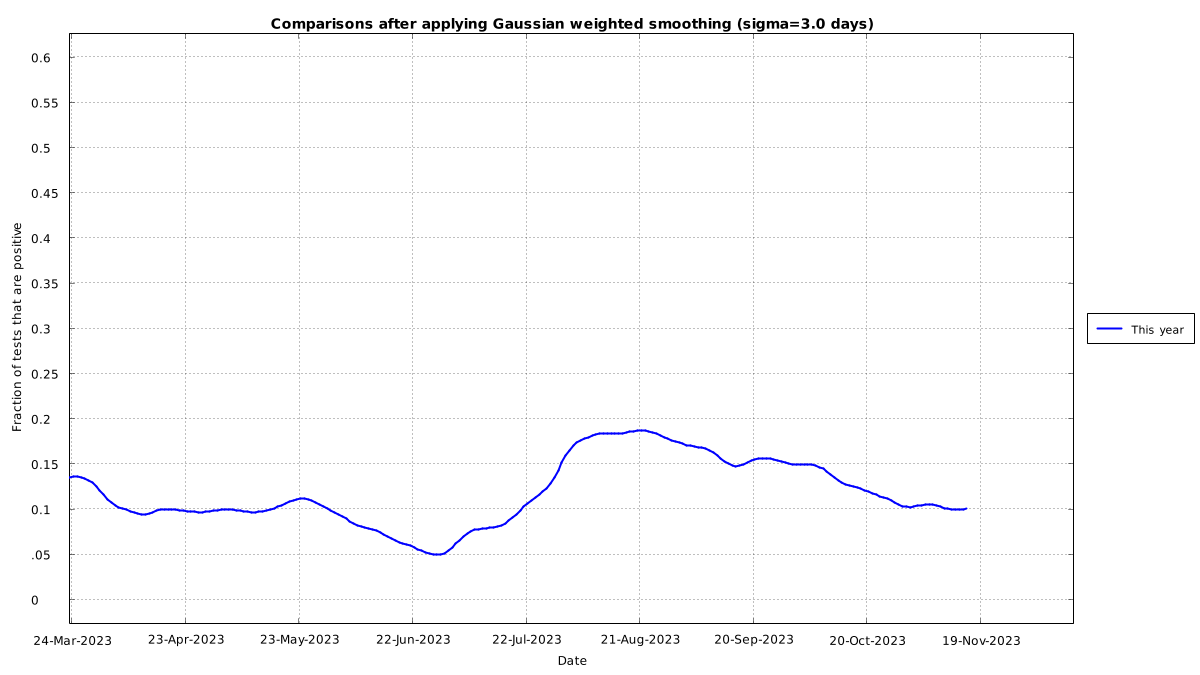 Comparisons after applying Gaussian weighted smoothing (sigma=3.0 days)
0.6
0.55
0.5
0.45
0.4
0.35
0.3
0.25
0.2
0.15
0.1
.05
0
Fraction of tests that are positive
This year
24-Mar-2023 23-Apr-2023 23-May-2023 22-Jun-2023 22-Jul-2023 21-Aug-2023 20-Sep-2023 20-Oct-2023 19-Nov-2023
Date